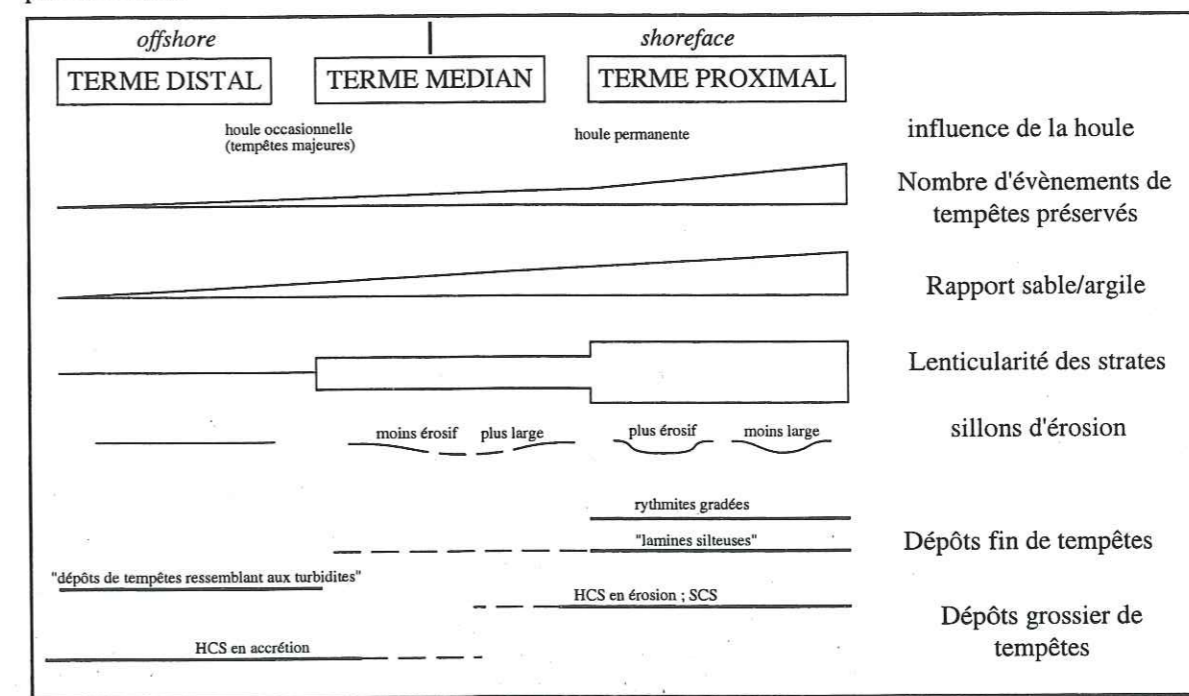 offshore
shoreface
TERME DISTAL
TERME MEDIAN
TERME PROXIMAL
houle occasionnelle
(tempêtes majeures)
houle permanente
influence de la houle
Nombre d'évènements de
tempêtes préservés
Rapport sable/argile
Lenticularité des strates
moins érosif
plus large
plus érosif
moins large
sillons d'érosion
rythmites gradées
"lamines silteuses"
Dépôts fin de tempêtes
"dépôts de tempêtes ressemblant aux turbidites"
HCS en érosion ; SCS
Dépôts grossier de
tempêtes
HCS en accrétion